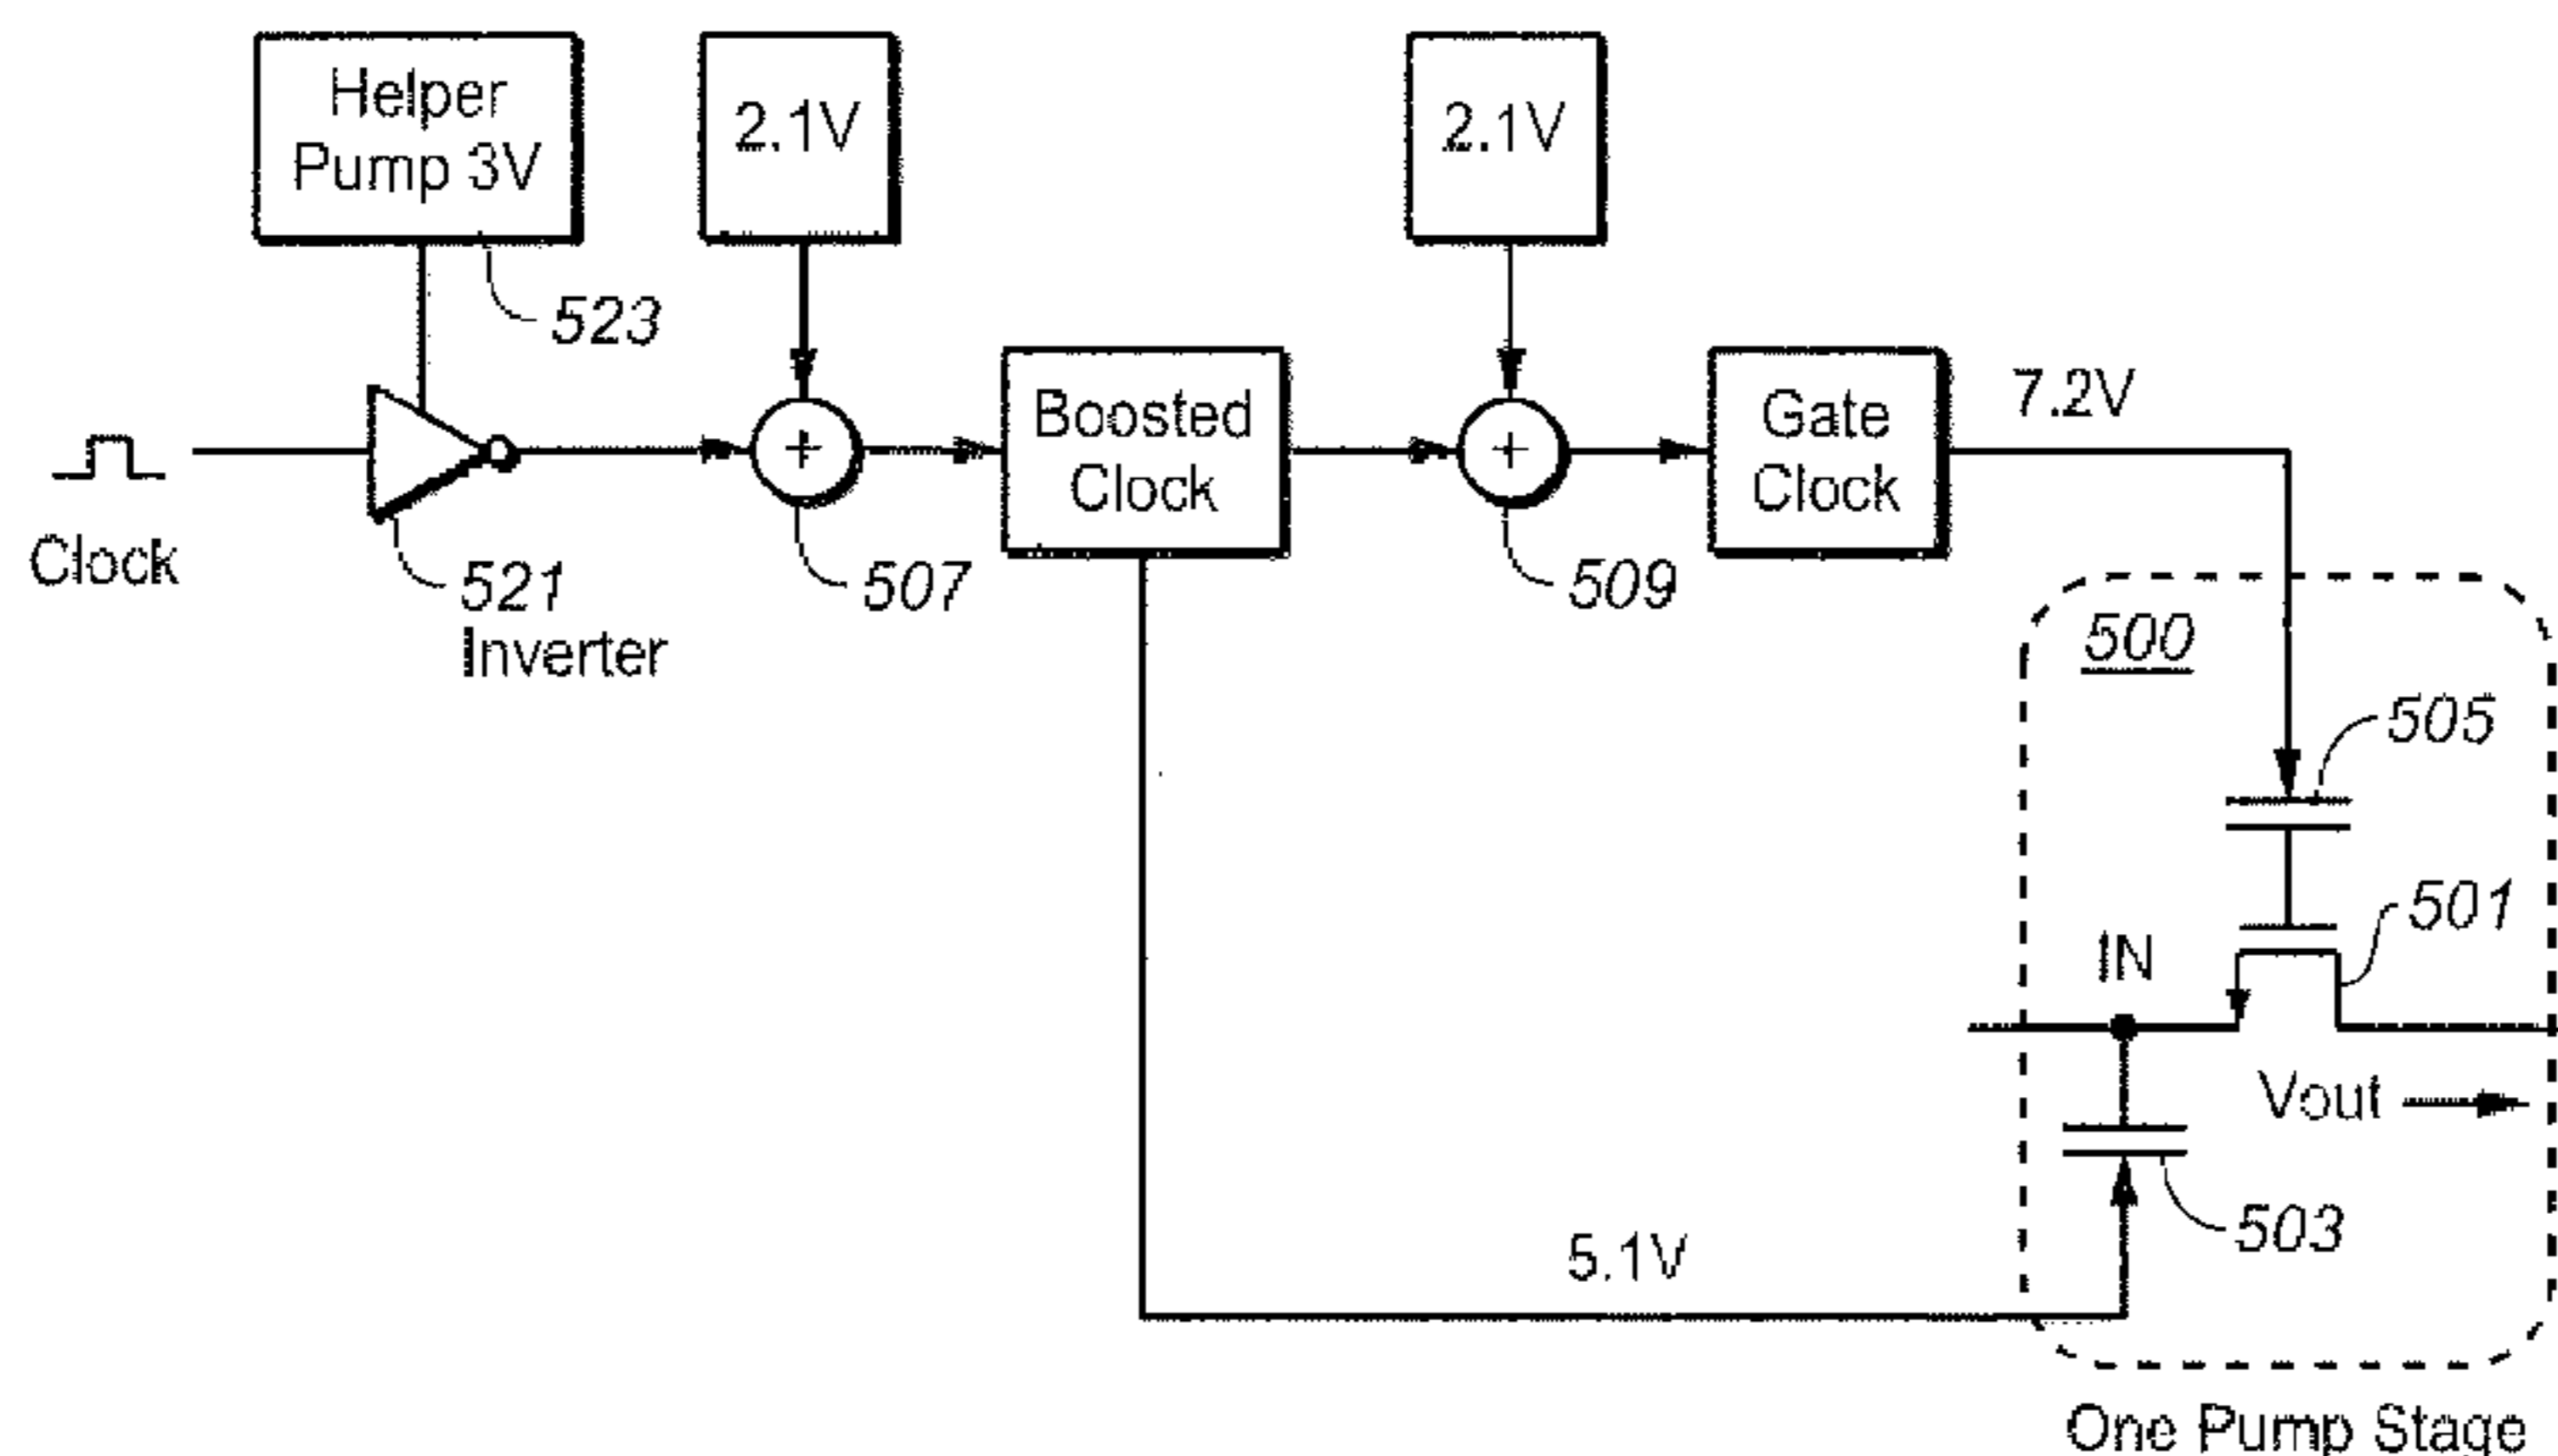 Helper
Pump 3V
2.1V
2.1V
523
Boosted
Clock
Gate
Clock
7.2V
+
+
Clock
521
Inverter
507
509
500
505
501
IN
Vout
503
5.1V
One Pump Stage